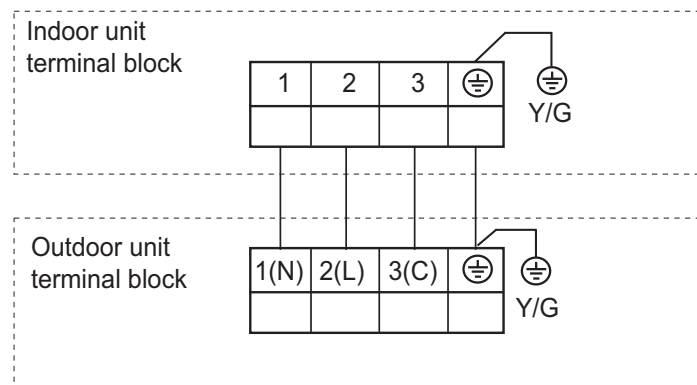 Indoor unit
terminal block
1 2 3
Y/G
Outdoor unit
terminal block
1(N) 2(L) 3(C)
Y/G